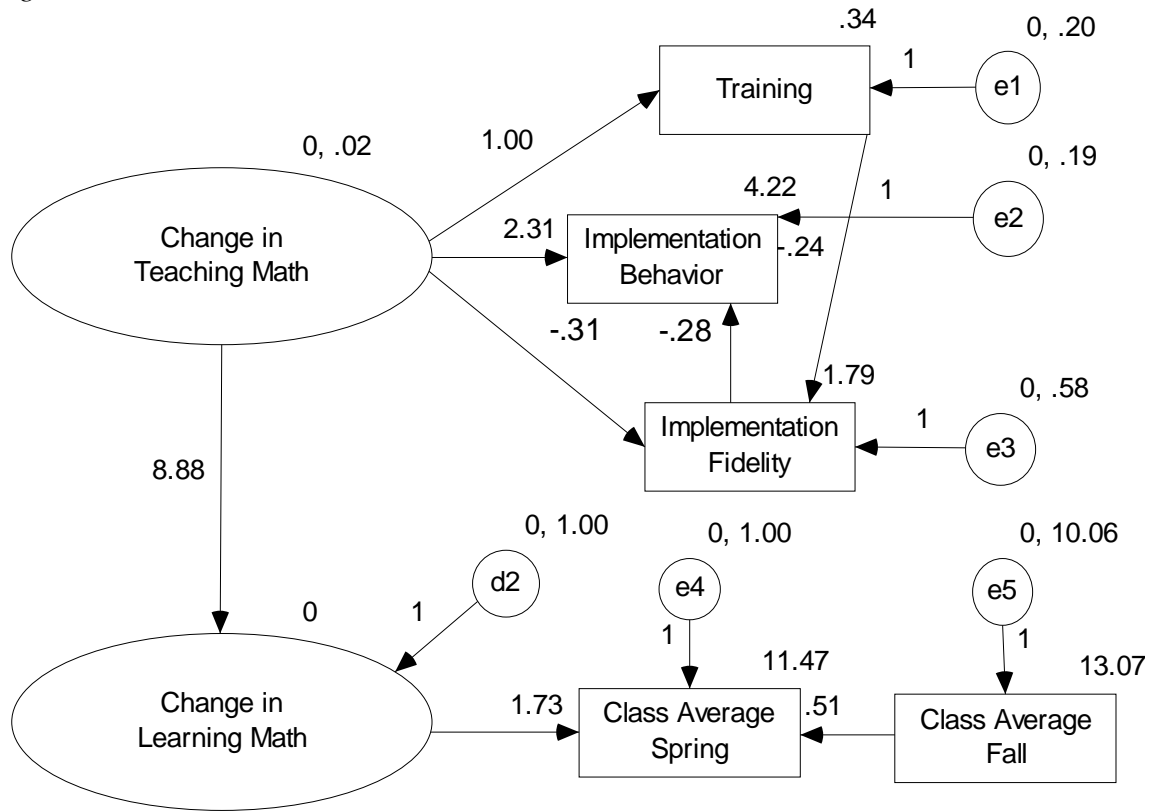 .34
0, .20
1
Training
e1
0, .02
1.00
0, .19
4.22
1
e2
Change in
Teaching Math
2.31
Implementation
Behavior
-.24
-.31
-.28
1.79
0, .58
Implementation
Fidelity
1
e3
8.88
0, 1.00
0, 1.00
0, 10.06
d2
e4
e5
0
1
1
1
11.47
13.07
Change in
Learning Math
1.73
Class Average
Spring
.51
Class Average
Fall